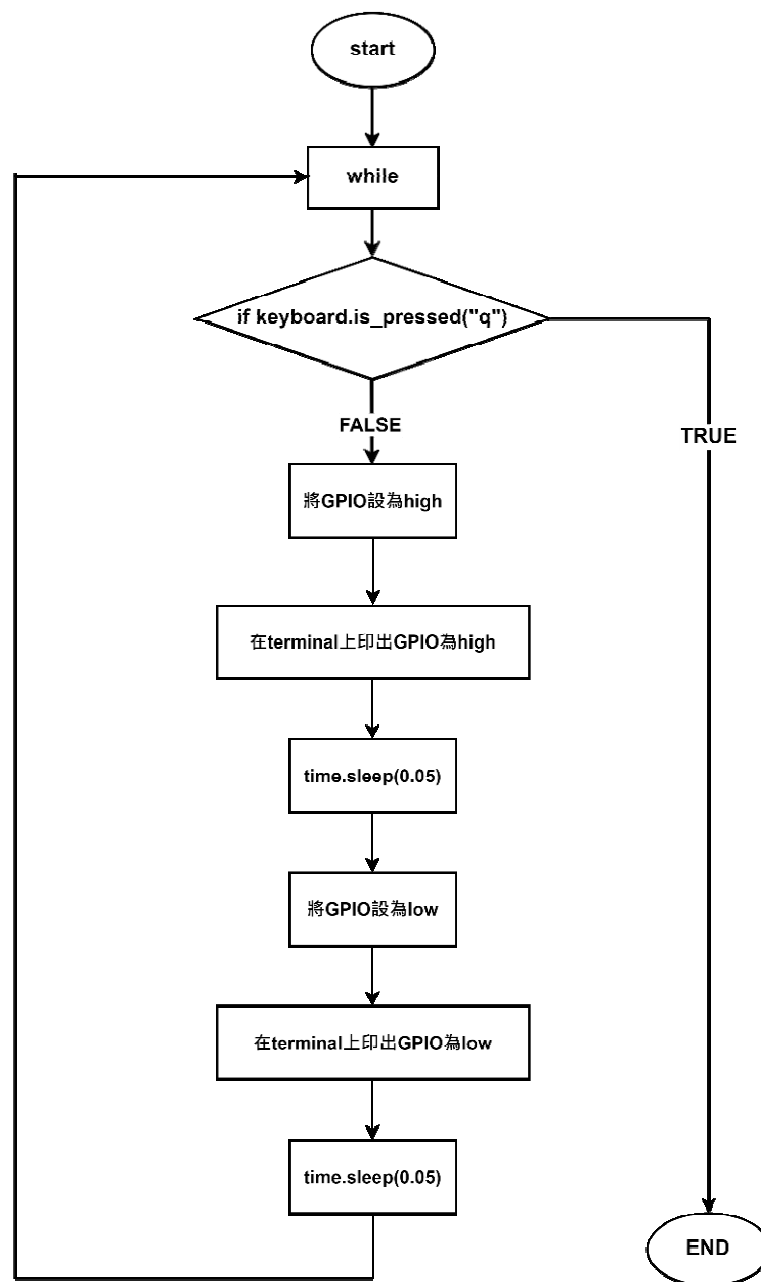 start
while
if keyboard.is_pressed("q")
FALSE
TRUE
將GPIO設為high
在terminal上印出GPIO為high
time.sleep(0.05)
將GPIO設為low
在terminal上印出GPIO為low
time.sleep(0.05)
END